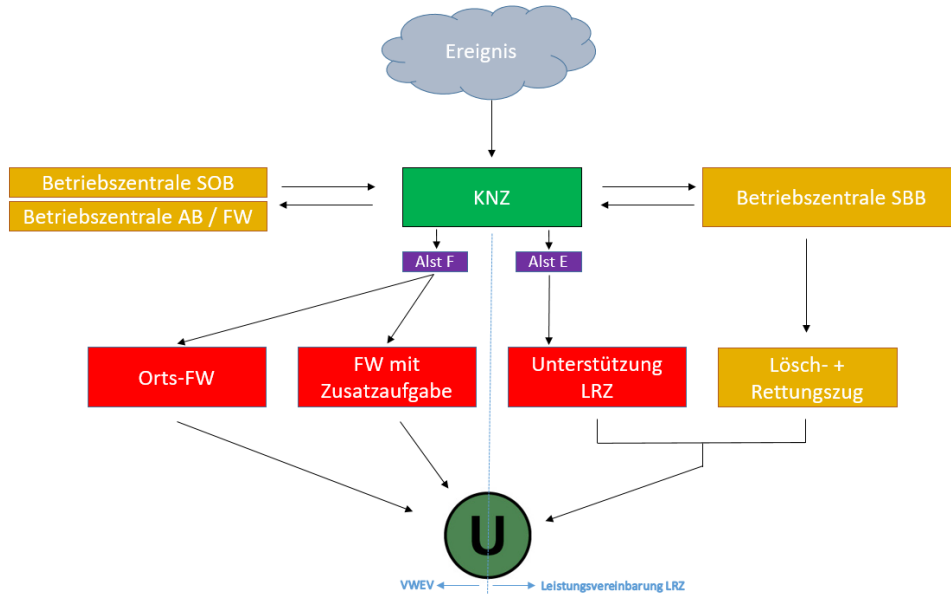 Ereignis
Betriebszentrale SOB
Betriebszentrale AB / FW
KNZ
Betriebszentrale SBB
Alst F
Alst E
Orts-FW
FW mit
Zusatzaufgabe
Unterstützung
LRZ
Lösch- +
Rettungszug
U
VWEV
Leistungsvereinbarung LRZ